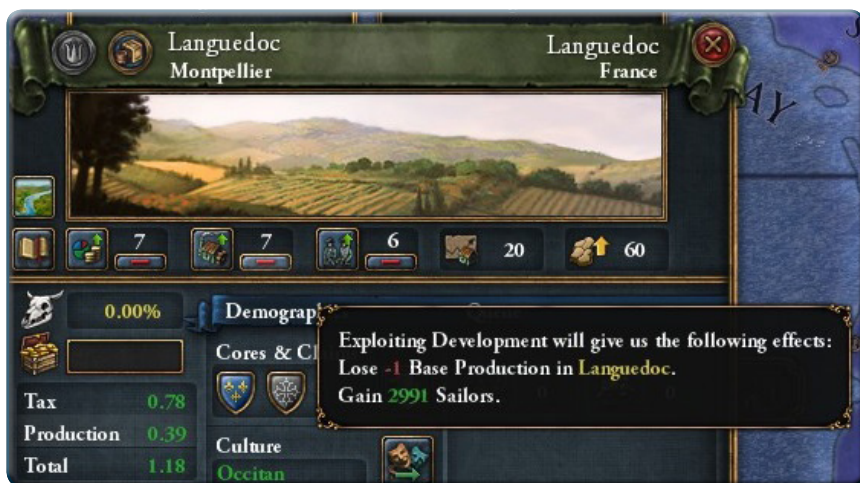 Languedoc
Montpellier
Languedoc
France
AY
7
7
6
20
60
0.00%
Demograp
Exploiting Development will give us the following effects:
Lose -1 Base Production in Languedoc.
Gain 2991 Sailors.
Cores & Cl
Tax 0.78
Production 0.39
Total 1.18
Culture
Occitan